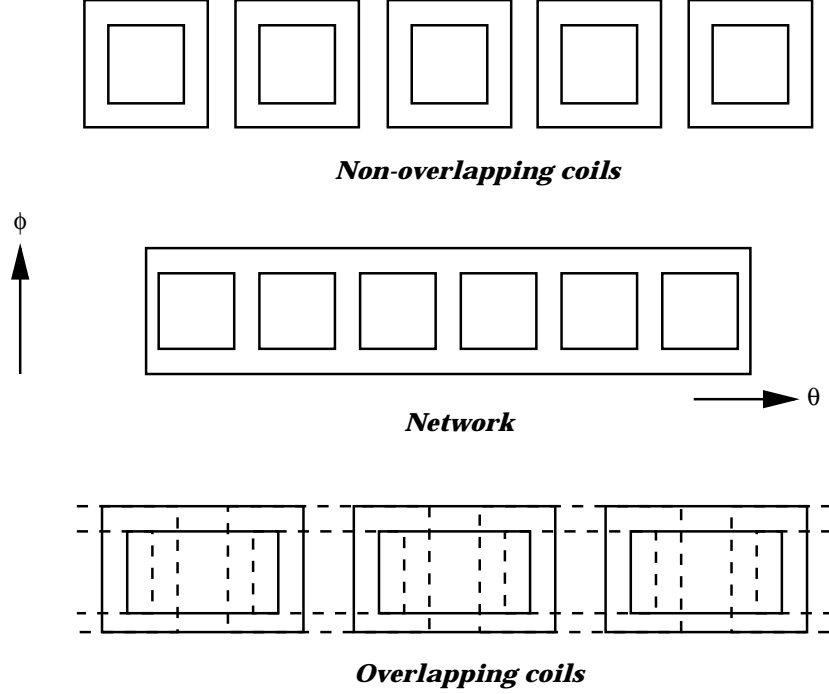 Non-overlapping coils
ϕ
θ
Network
Overlapping coils